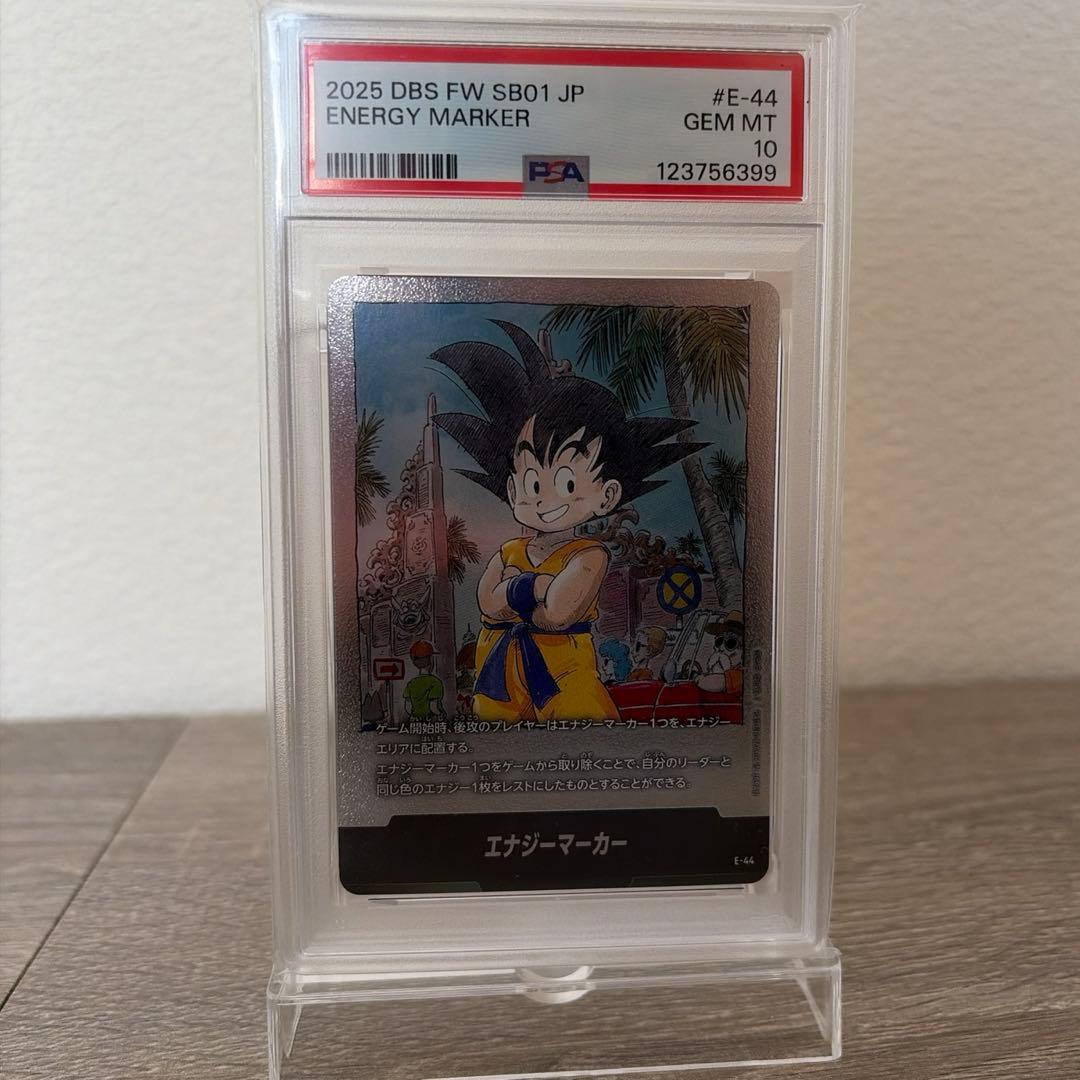 2025 DBS FW SB01 JP
ENERGY MARKER
#E-44
GEM MT
10
PSA
123756399
ゲーム開始時、後攻のプレイヤーはエナジーマーカー1つを、エナジー
エリアに配置する。
エナジーマーカー1つをゲームから取り除くことで、自分のリーダーと
同じ色のエナジー1枚をレストにしたものとすることができる。
エナジーマーカー
E-44